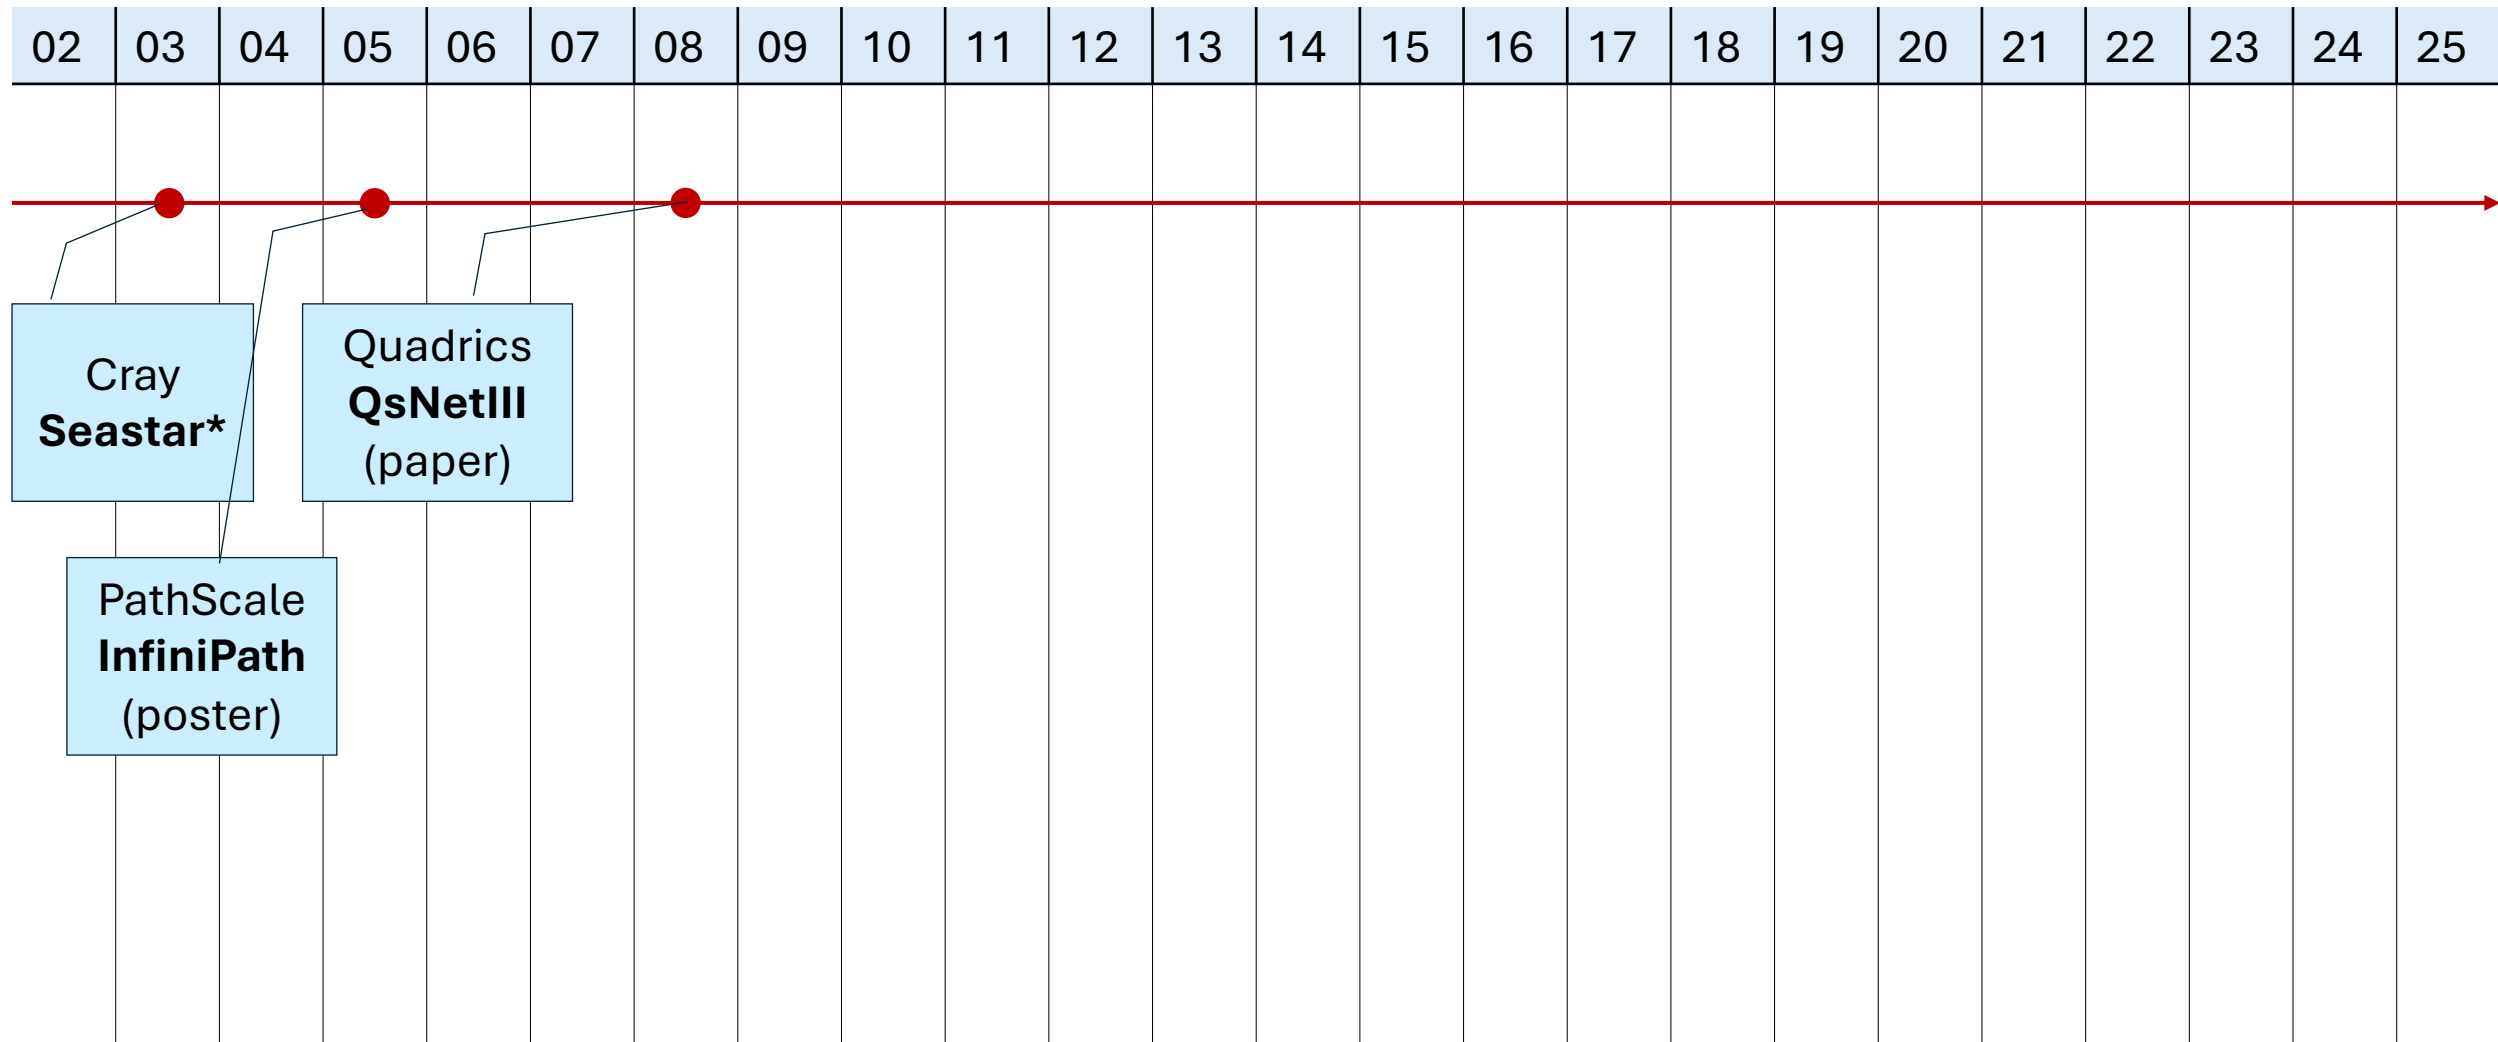 02 03 04 05 06 07 08 09 10 11 12 13 14 15 16 17 18 19 20 21 22 23 24 25
Cray
Seastar*
Quadrics
QsNetIII
(paper)
PathScale
InfiniPath
(poster)